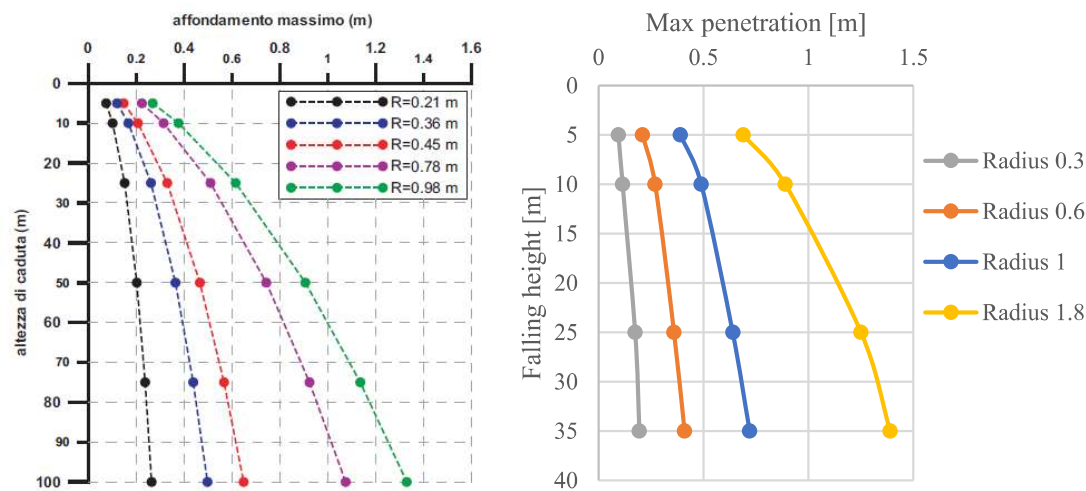 affondamento massimo (m)
0 0.4 0.8 1.2 1.6
0.2 0.6 1 1.4
0
10
20
30
40
50
60
70
80
90
100
altezza di caduta (m)
R=0.21 m
R=0.36 m
R=0.45 m
R=0.78 m
R=0.98 m
Max penetration [m]
0 0.5 1 1.5
0
5
10
15
20
25
30
35
40
Falling height [m]
Radius 0.3
Radius 0.6
Radius 1
Radius 1.8